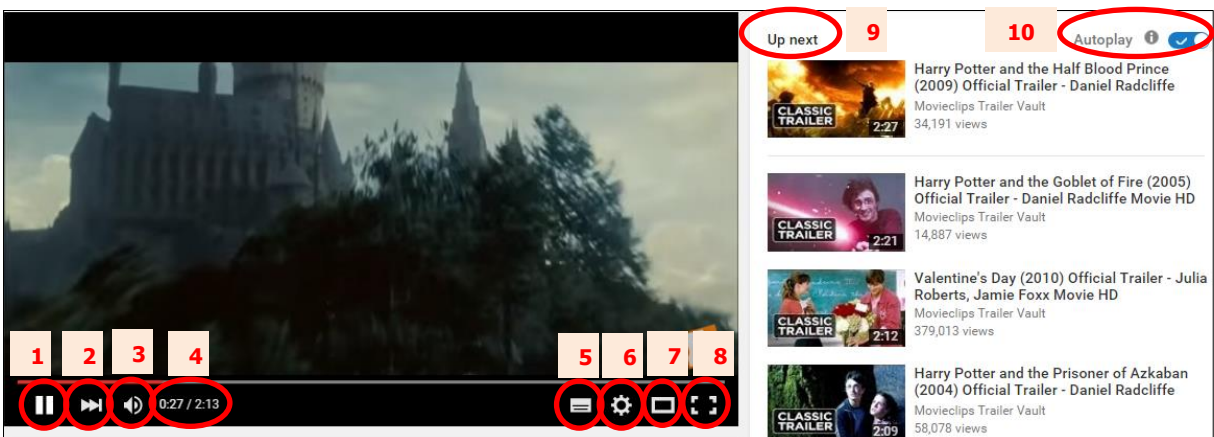 1
2
3
4
5
6
7
8
0:27 / 2:13
Up next
9
10
Autoplay
Harry Potter and the Half Blood Prince
(2009) Official Trailer - Daniel Radcliffe
Movieclips Trailer Vault
34,191 views
CLASSIC
TRAILER
2:27
Harry Potter and the Goblet of Fire (2005)
Official Trailer - Daniel Radcliffe Movie HD
Movieclips Trailer Vault
14,887 views
CLASSIC
TRAILER
2:21
Valentine's Day (2010) Official Trailer - Julia
Roberts, Jamie Foxx Movie HD
Movieclips Trailer Vault
379,013 views
CLASSIC
TRAILER
2:12
Harry Potter and the Prisoner of Azkaban
(2004) Official Trailer - Daniel Radcliffe
Movieclips Trailer Vault
58,078 views
CLASSIC
TRAILER
2:09